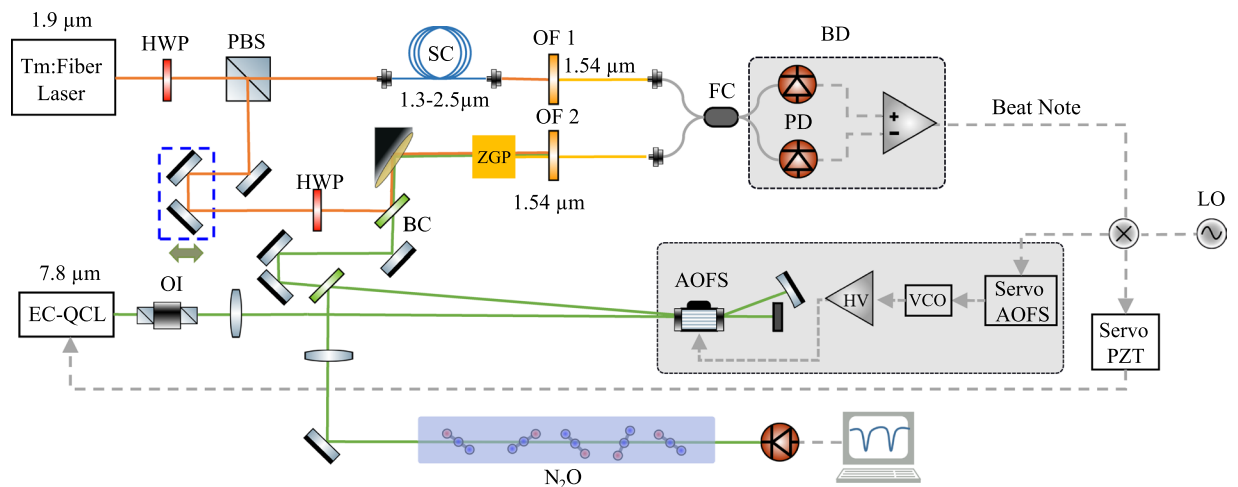 1.9 µm
Tm:Fiber
Laser
HWP
PBS
SC
1.3-2.5µm
OF 1
1.54 µm
FC
BD
PD
+
-
Beat Note
LO
OF 2
ZGP
1.54 µm
HWP
BC
7.8 µm
EC-QCL
OI
AOFS
HV
VCO
Servo
AOFS
Servo
PZT
N₂O